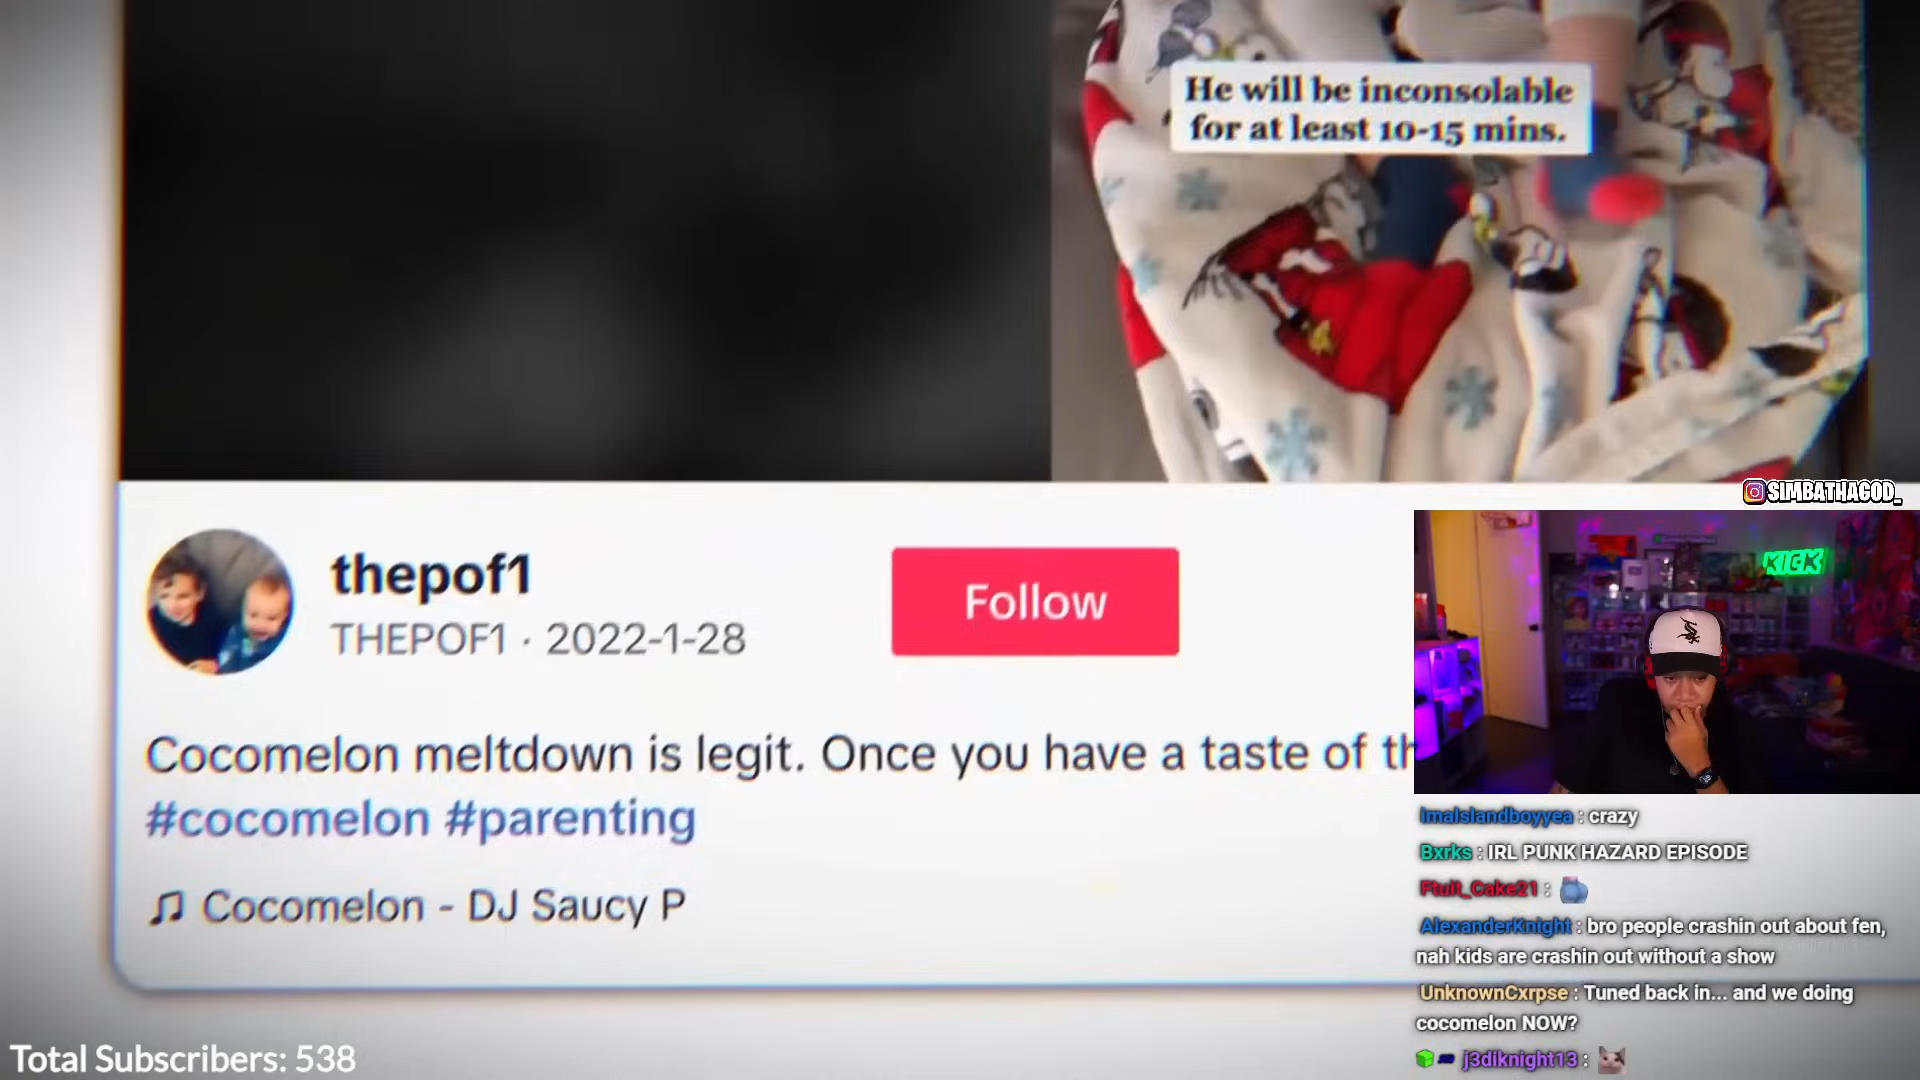 He will be inconsolable
for at least 10-15 mins.
SIMBATHAGOD_
KICK
thepof1
THEPOF1 · 2022-1-28
Follow
Cocomelon meltdown is legit. Once you have a taste of th
#cocomelon #parenting
Cocomelon - DJ Saucy P
ImaIslandboyyea : crazy
Bxrks : IRL PUNK HAZARD EPISODE
Ftuit_Cake21 :
AlexanderKnight : bro people crashin out about fen,
nah kids are crashin out without a show
UnknownCxrpse : Tuned back in... and we doing
cocomelon NOW?
j3diknight13 :
Total Subscribers: 538